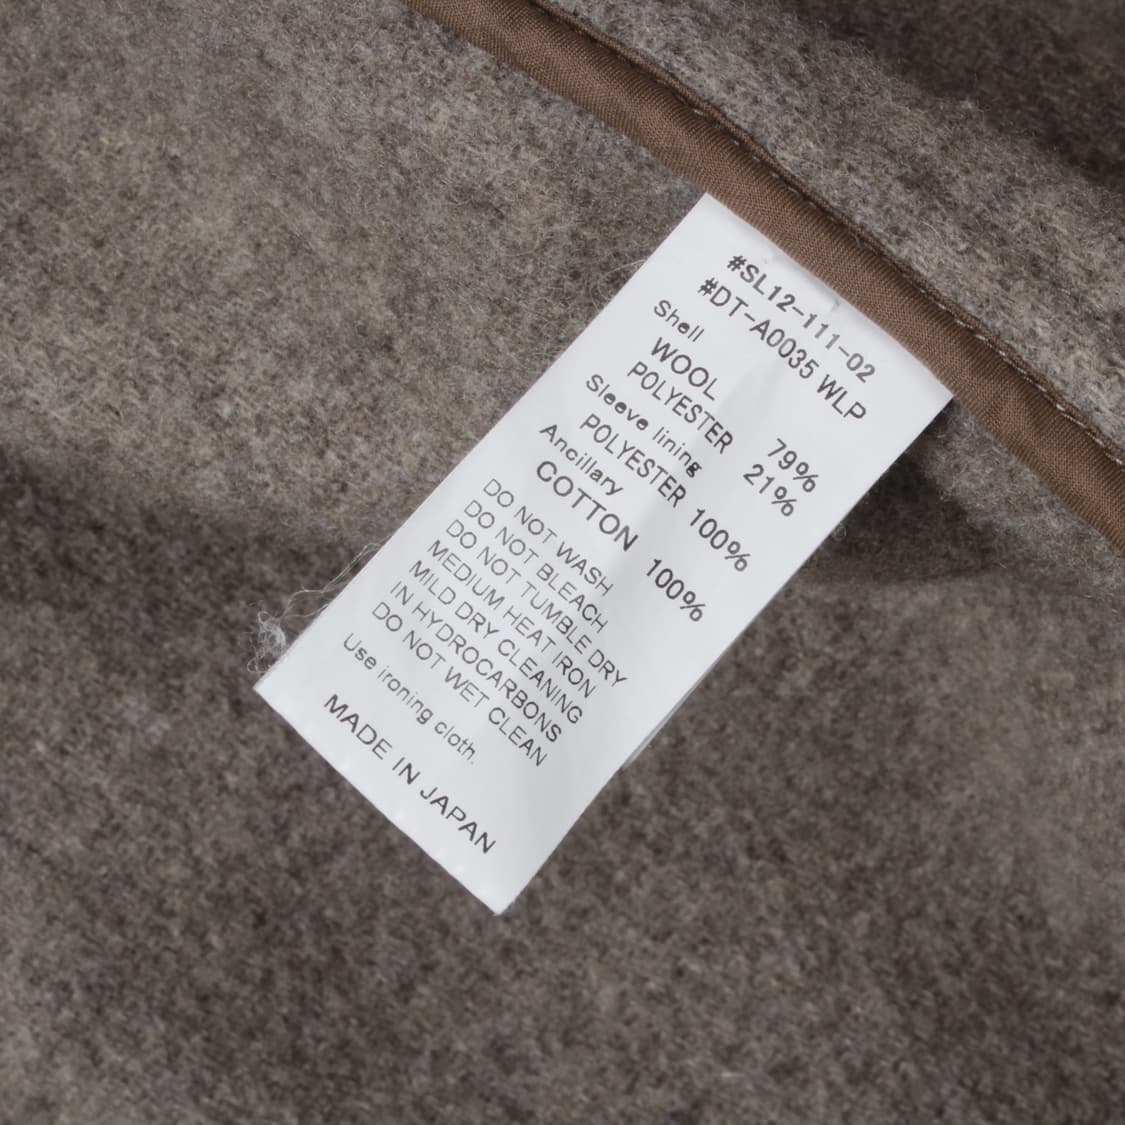 #SL12-111-02
#DT-A0035 WLP
Shell
WOOL 79%
POLYESTER 21%
Sleeve lining
POLYESTER 100%
Ancillary
COTTON 100%
DO NOT WASH
DO NOT BLEACH
DO NOT TUMBLE DRY
MEDIUM HEAT IRON
MILD DRY CLEANING
IN HYDROCARBONS
DO NOT WET CLEAN
Use ironing cloth.
MADE IN JAPAN